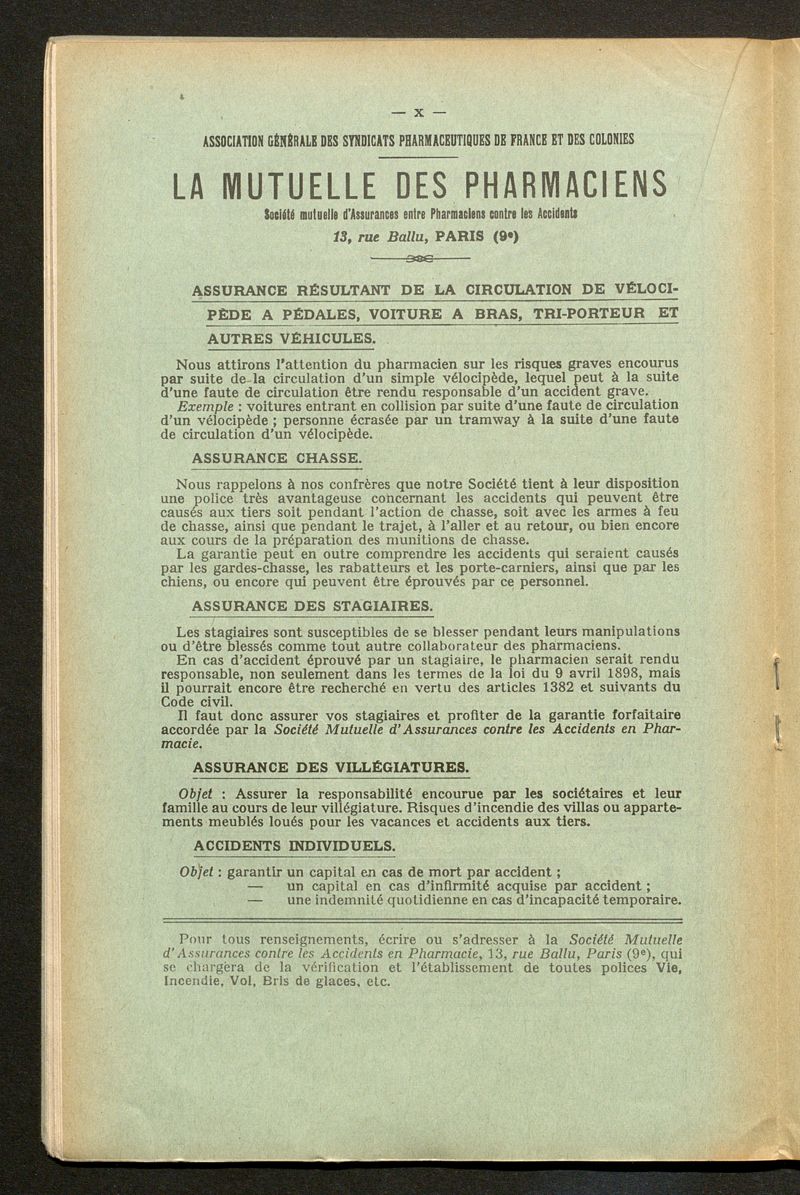 — X —
ASSOCIATION GÉNÉRALE DES SYNDICATS PHARMACEUTIQUES DE FRANCE ET DES COLONIES
LA MUTUELLE DES PHARMACIENS
Société mutuelle d'Assurances entre Pharmaciens contre les Accidents
13, rue Ballu, PARIS (9e)
ASSURANCE RÉSULTANT DE LA CIRCULATION DE VÉLOCI-
PÈDE A PÉDALES, VOITURE A BRAS, TRI-PORTEUR ET
AUTRES VÉHICULES.
Nous attirons l'attention du pharmacien sur les risques graves encourus
par suite de la circulation d'un simple vélocipède, lequel peut à la suite
d'une faute de circulation être rendu responsable d'un accident grave.
Exemple : voitures entrant en collision par suite d'une faute de circulation
d'un vélocipède ; personne écrasée par un tramway à la suite d'une faute
de circulation d'un vélocipède.
ASSURANCE CHASSE.
Nous rappelons à nos confrères que notre Société tient à leur disposition
une police très avantageuse concernant les accidents qui peuvent être
causés aux tiers soit pendant l'action de chasse, soit avec les armes à feu
de chasse, ainsi que pendant le trajet, à l'aller et au retour, ou bien encore
aux cours de la préparation des munitions de chasse.
La garantie peut en outre comprendre les accidents qui seraient causés
par les gardes-chasse, les rabatteurs et les porte-carniers, ainsi que par les
chiens, ou encore qui peuvent être éprouvés par ce personnel.
ASSURANCE DES STAGIAIRES.
Les stagiaires sont susceptibles de se blesser pendant leurs manipulations
ou d'être blessés comme tout autre collaborateur des pharmaciens.
En cas d'accident éprouvé par un stagiaire, le pharmacien serait rendu
responsable, non seulement dans les termes de la loi du 9 avril 1898, mais
il pourrait encore être recherché en vertu des articles 1382 et suivants du
Code civil.
Il faut donc assurer vos stagiaires et profiter de la garantie forfaitaire
accordée par la Société Mutuelle d'Assurances contre les Accidents en Phar-
macie.
ASSURANCE DES VILLÉGIATURES.
Objet : Assurer la responsabilité encourue par les sociétaires et leur
famille au cours de leur villégiature. Risques d'incendie des villas ou apparte-
ments meublés loués pour les vacances et accidents aux tiers.
ACCIDENTS INDIVIDUELS.
Objet : garantir un capital en cas de mort par accident ;
— un capital en cas d'infirmité acquise par accident ;
— une indemnité quotidienne en cas d'incapacité temporaire.
Pour tous renseignements, écrire ou s'adresser à la Société Mutuelle
d'Assurances contre les Accidents en Pharmacie, 13, rue Ballu, Paris (9e), qui
se chargera de la vérification et l'établissement de toutes polices Vie,
Incendie, Vol, Bris de glaces, etc.